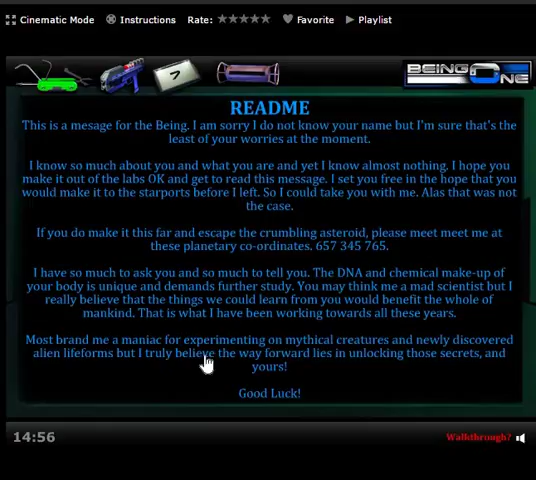 Cinematic Mode Instructions Rate: Favorite Playlist
7
BEING ONE
README
This is a mesage for the Being. I am sorry I do not know your name but I'm sure that's the
least of your worries at the moment.
I know so much about you and what you are and yet I know almost nothing. I hope you
make it out of the labs OK and get to read this message. I set you free in the hope that you
would make it to the starports before I left. So I could take you with me. Alas that was not
the case.
If you do make it this far and escape the crumbling asteroid, please meet meet me at
these planetary co-ordinates. 657 345 765.
I have so much to ask you and so much to tell you. The DNA and chemical make-up of
your body is unique and demands further study. You may think me a mad scientist but I
really believe that the things we could learn from you would benefit the whole of
mankind. That is what I have been working towards all these years.
Most brand me a maniac for experimenting on mythical creatures and newly discovered
alien lifeforms but I truly believe the way forward lies in unlocking those secrets, and
yours!
Good Luck!
14:56
Walkthrough?